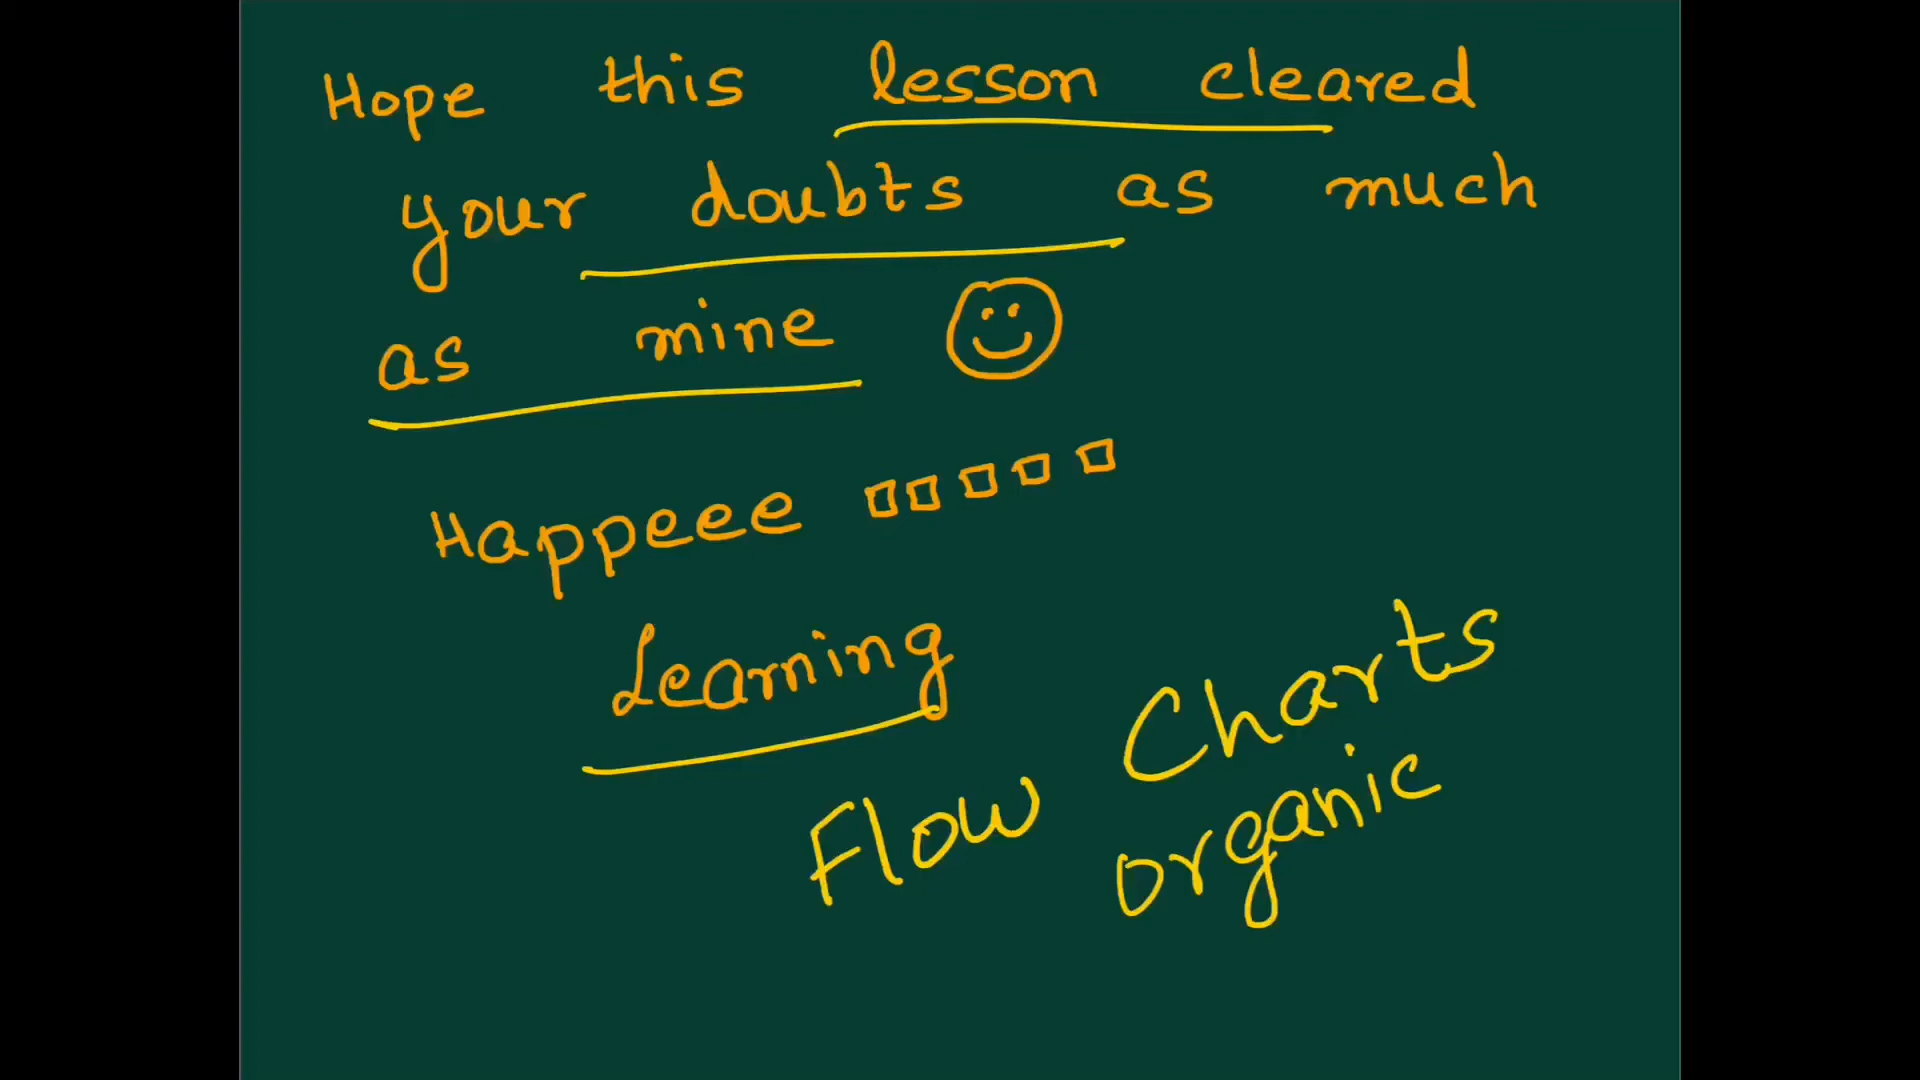 Hope this lesson cleared
your doubts as much
as mine
Happeee
Learning
Flow Charts
organic